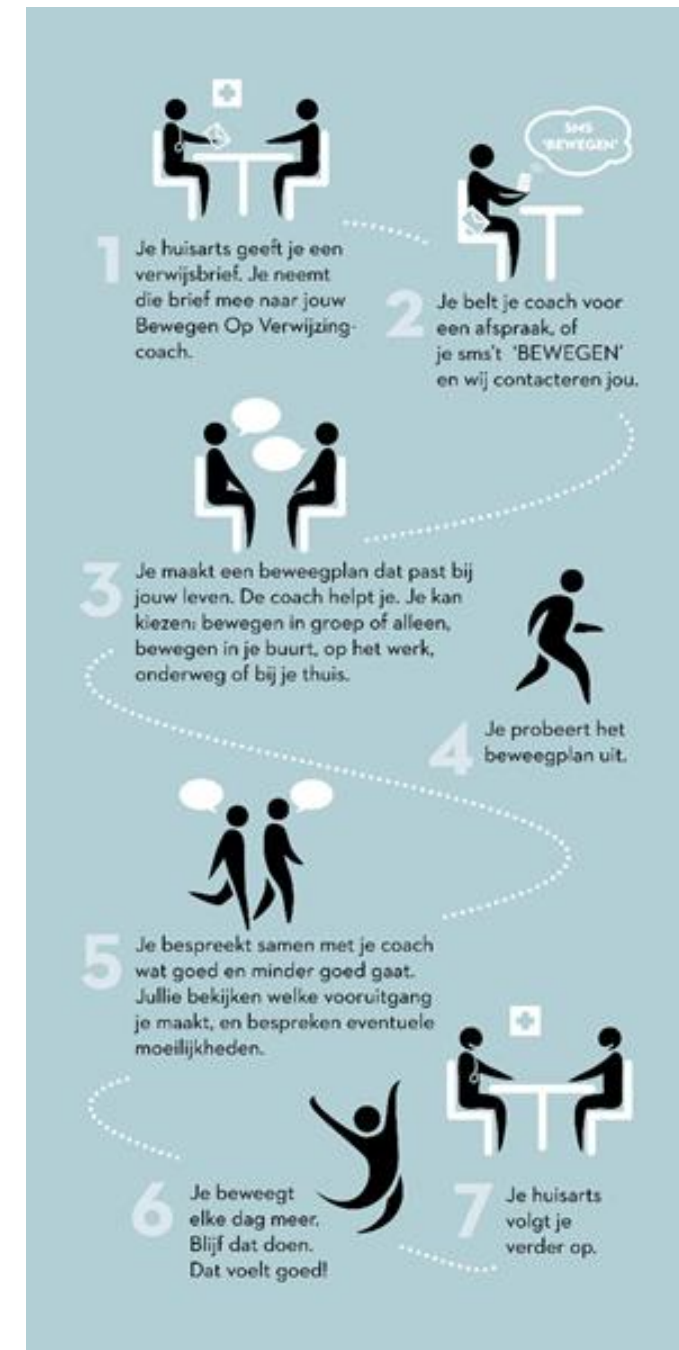 1
Je huisarts geeft je een
verwijsbrief. Je neemt
die brief mee naar jouw
Bewegen Op Verwijzing-
coach.
SMS
'BEWEGEN'
2
Je belt je coach voor
een afspraak, of
je sms't 'BEWEGEN'
en wij contacteren jou.
3
Je maakt een beweegplan dat past bij
jouw leven. De coach helpt je. Je kan
kiezen: bewegen in groep of alleen,
bewegen in je buurt, op het werk,
onderweg of bij je thuis.
4
Je probeert het
beweegplan uit.
5
Je bespreekt samen met je coach
wat goed en minder goed gaat.
Jullie bekijken welke vooruitgang
je maakt, en bespreken eventuele
moeilijkheden.
6
Je beweegt
elke dag meer.
Blijf dat doen.
Dat voelt goed!
7
Je huisarts
volgt je
verder op.